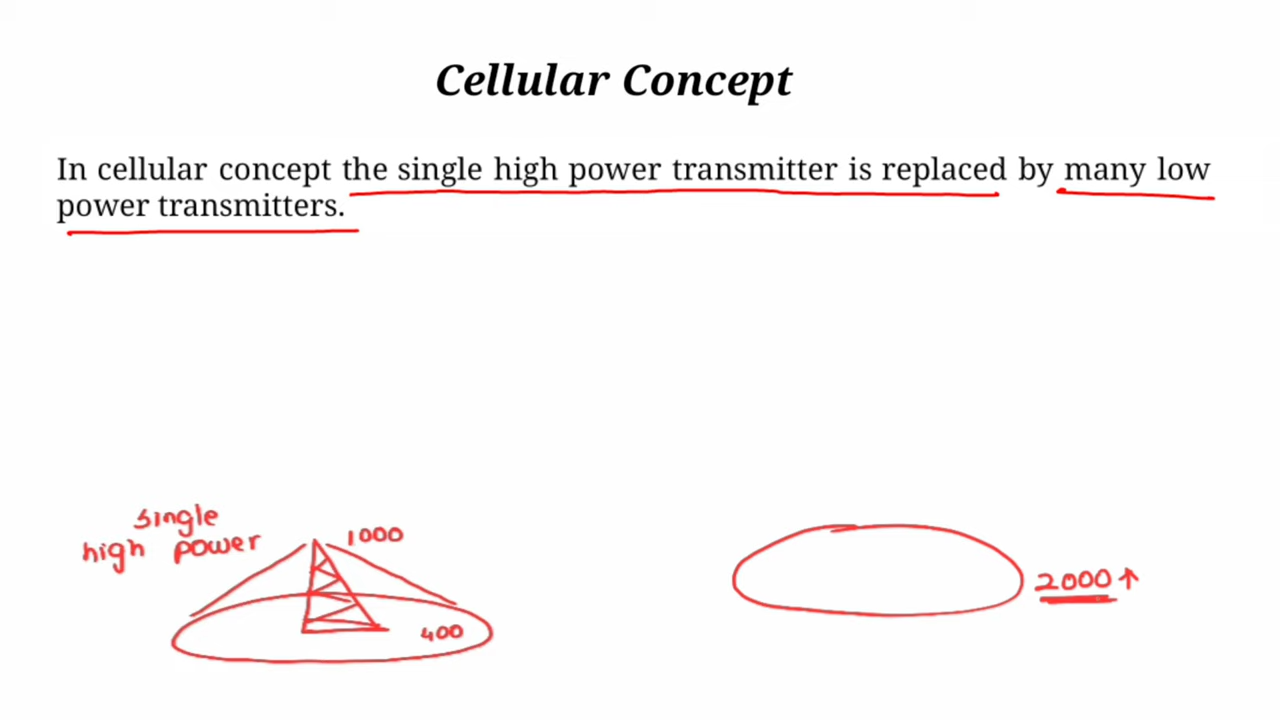 Cellular Concept
In cellular concept the single high power transmitter is replaced by many low
power transmitters.
single
high power
1000
400
2000↑